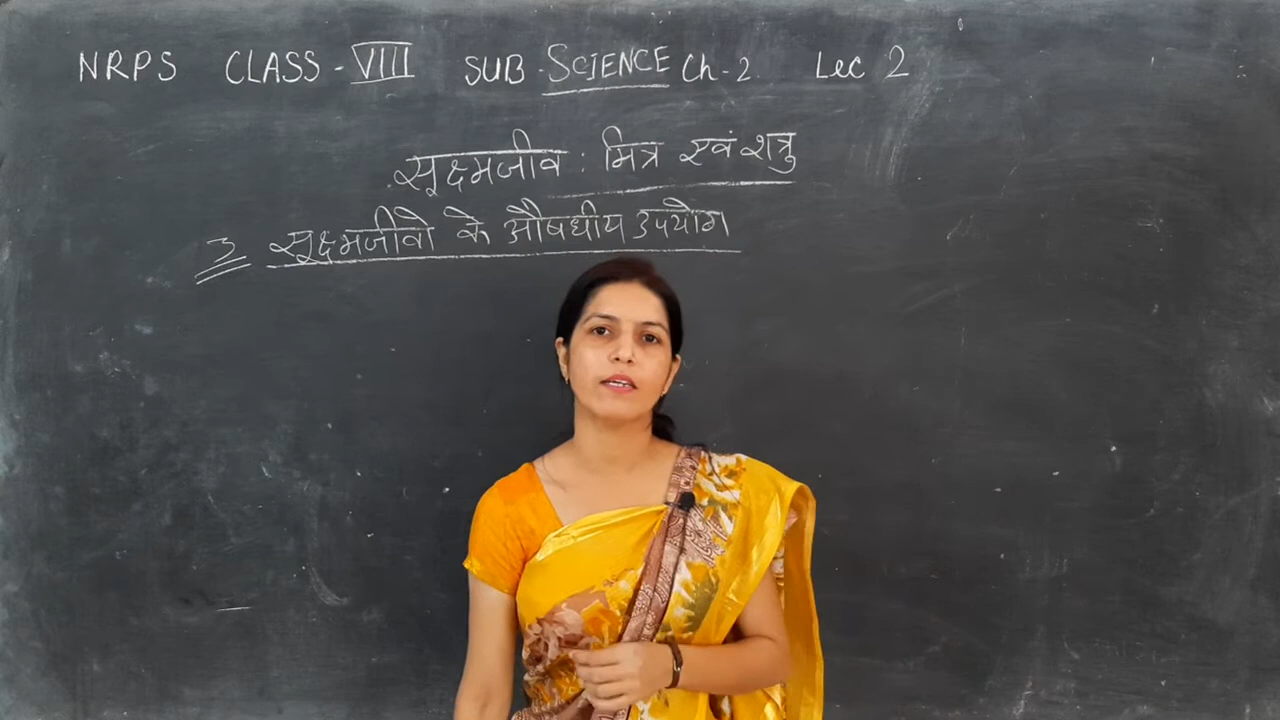 NRPS CLASS - VIII SUB - SCIENCE Ch - 2. Lec 2
सूक्ष्मजीव : मित्र एवं शत्रु
3 सूक्ष्मजीवो के औषधीय उपयोग